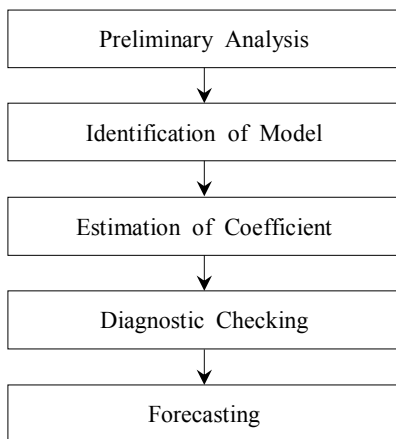 Preliminary Analysis
Identification of Model
Estimation of Coefficient
Diagnostic Checking
Forecasting